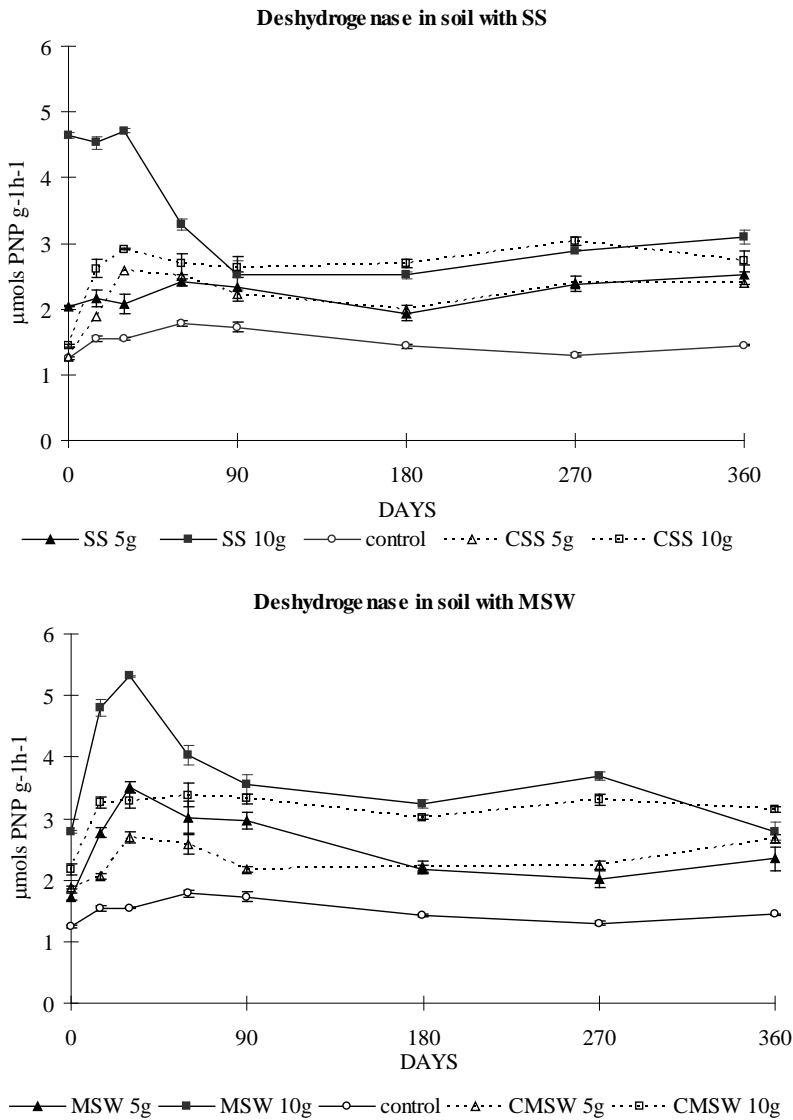 Deshydrogenase in soil with SS
6
5
4
3
2
1
0
µmols PNP g-1h-1
0 90 180 270 360
DAYS
SS 5g SS 10g control CSS 5g CSS 10g
Deshydrogenase in soil with MSW
6
5
4
3
2
1
0
µmols PNP g-1h-1
0 90 180 270 360
DAYS
MSW 5g MSW 10g control CMSW 5g CMSW 10g